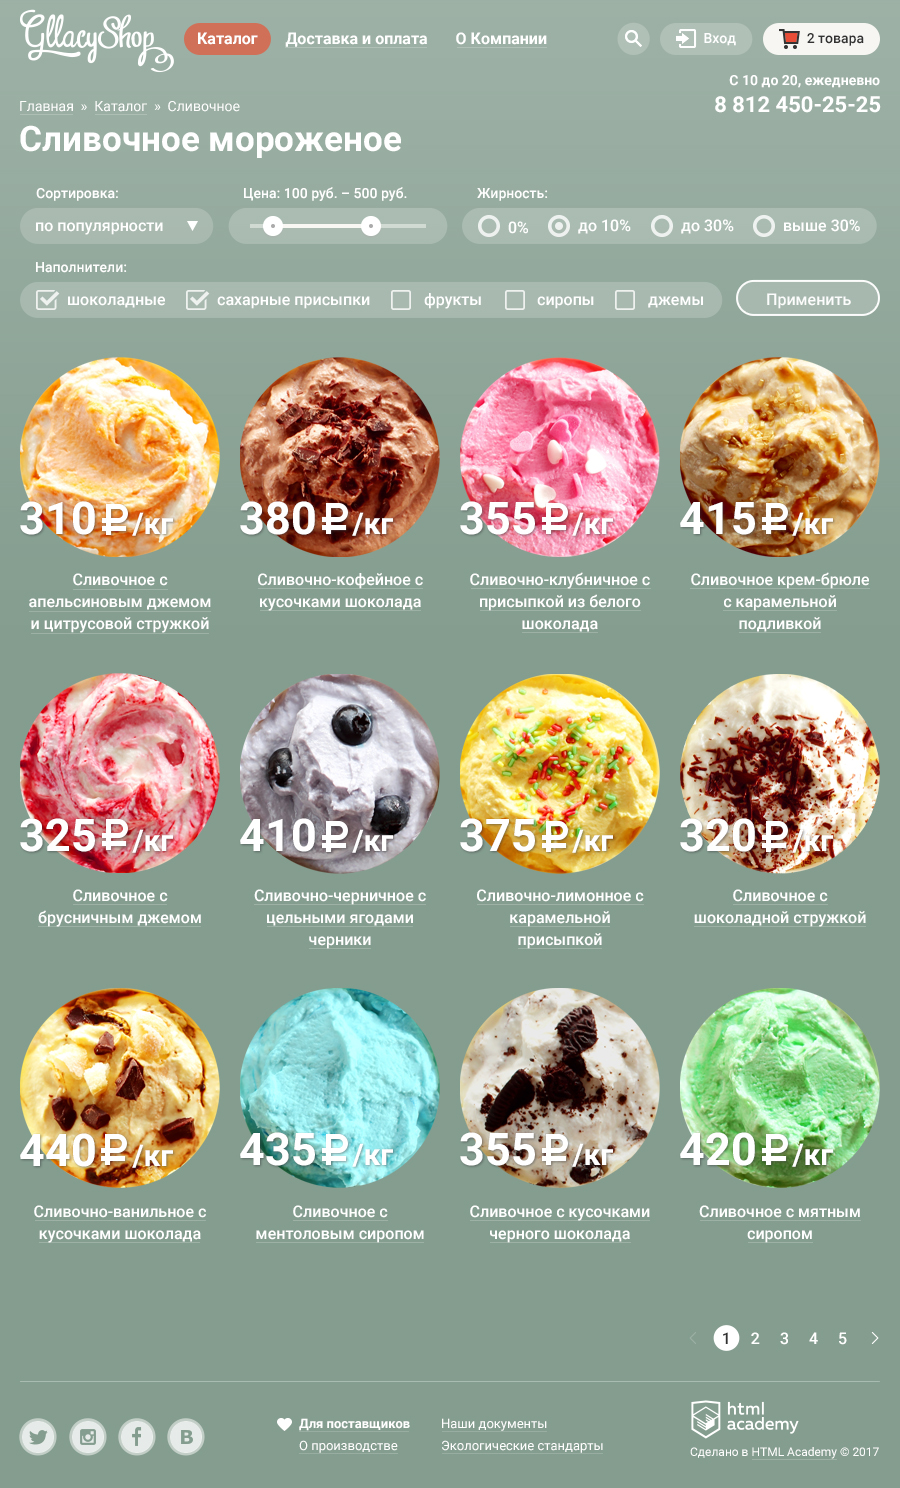 Gllacy Shop
Каталог
Доставка и оплата
О Компании
Вход
2 товара
С 10 до 20, ежедневно
8 812 450-25-25
Главная » Каталог » Сливочное
Сливочное мороженое
Сортировка:
Цена: 100 руб. – 500 руб.
Жирность:
по популярности
0%
до 10%
до 30%
выше 30%
Наполнители:
шоколадные
сахарные присыпки
фрукты
сиропы
джемы
Применить
310₽/кг
380₽/кг
355₽/кг
415₽/кг
Сливочное с
апельсиновым джемом
и цитрусовой стружкой
Сливочно-кофейное с
кусочками шоколада
Сливочно-клубничное с
присыпкой из белого
шоколада
Сливочное крем-брюле
с карамельной
подливкой
325₽/кг
410₽/кг
375₽/кг
320₽/кг
Сливочное с
брусничным джемом
Сливочно-черничное с
цельными ягодами
черники
Сливочно-лимонное с
карамельной
присыпкой
Сливочное с
шоколадной стружкой
440₽/кг
435₽/кг
355₽/кг
420₽/кг
Сливочно-ванильное с
кусочками шоколада
Сливочное с
ментоловым сиропом
Сливочное с кусочками
черного шоколада
Сливочное с мятным
сиропом
1 2 3 4 5
B
Для поставщиков
О производстве
Наши документы
Экологические стандарты
html
academy
Сделано в HTML Academy © 2017